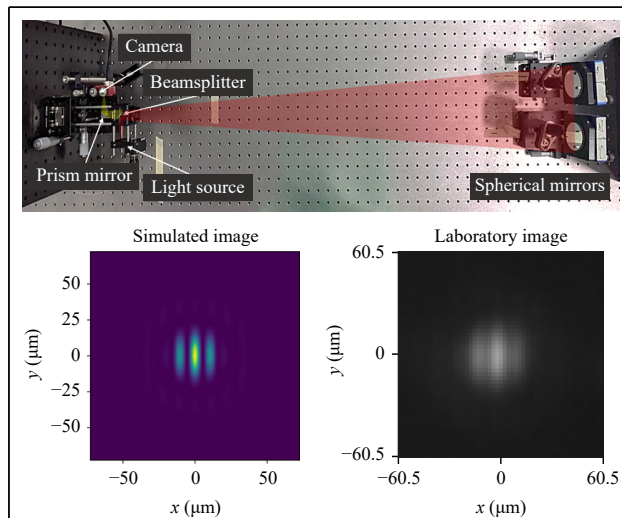 Camera
Beamsplitter
Prism mirror
Light source
Spherical mirrors
Simulated image
Laboratory image
50
25
0
−25
−50
y (μm)
−50
0
50
x (μm)
60.5
0
−60.5
y (μm)
−60.5
0
60.5
x (μm)